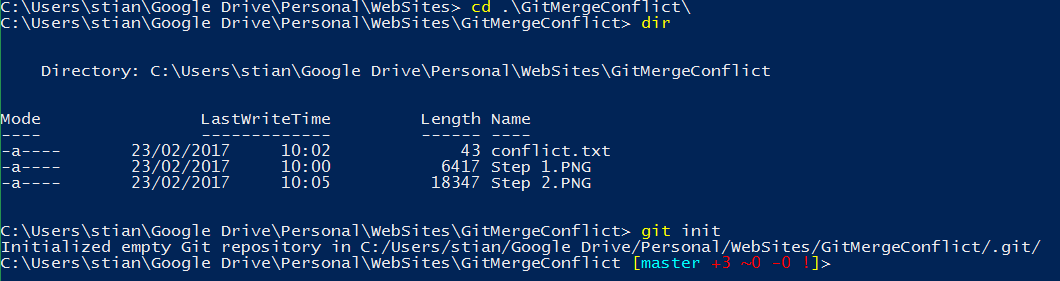 C:\Users\stian\Google Drive\Personal\WebSites> cd .\GitMergeConflict\
C:\Users\stian\Google Drive\Personal\WebSites\GitMergeConflict> dir
Directory: C:\Users\stian\Google Drive\Personal\WebSites\GitMergeConflict
Mode LastWriteTime Length Name
---- ------------- ------ ----
-a---- 23/02/2017 10:02 43 conflict.txt
-a---- 23/02/2017 10:00 6417 Step 1.PNG
-a---- 23/02/2017 10:05 18347 Step 2.PNG
C:\Users\stian\Google Drive\Personal\WebSites\GitMergeConflict> git init
Initialized empty Git repository in C:/Users/stian/Google Drive/Personal/WebSites/GitMergeConflict/.git/
C:\Users\stian\Google Drive\Personal\WebSites\GitMergeConflict [master +3 ~0 -0 !]>